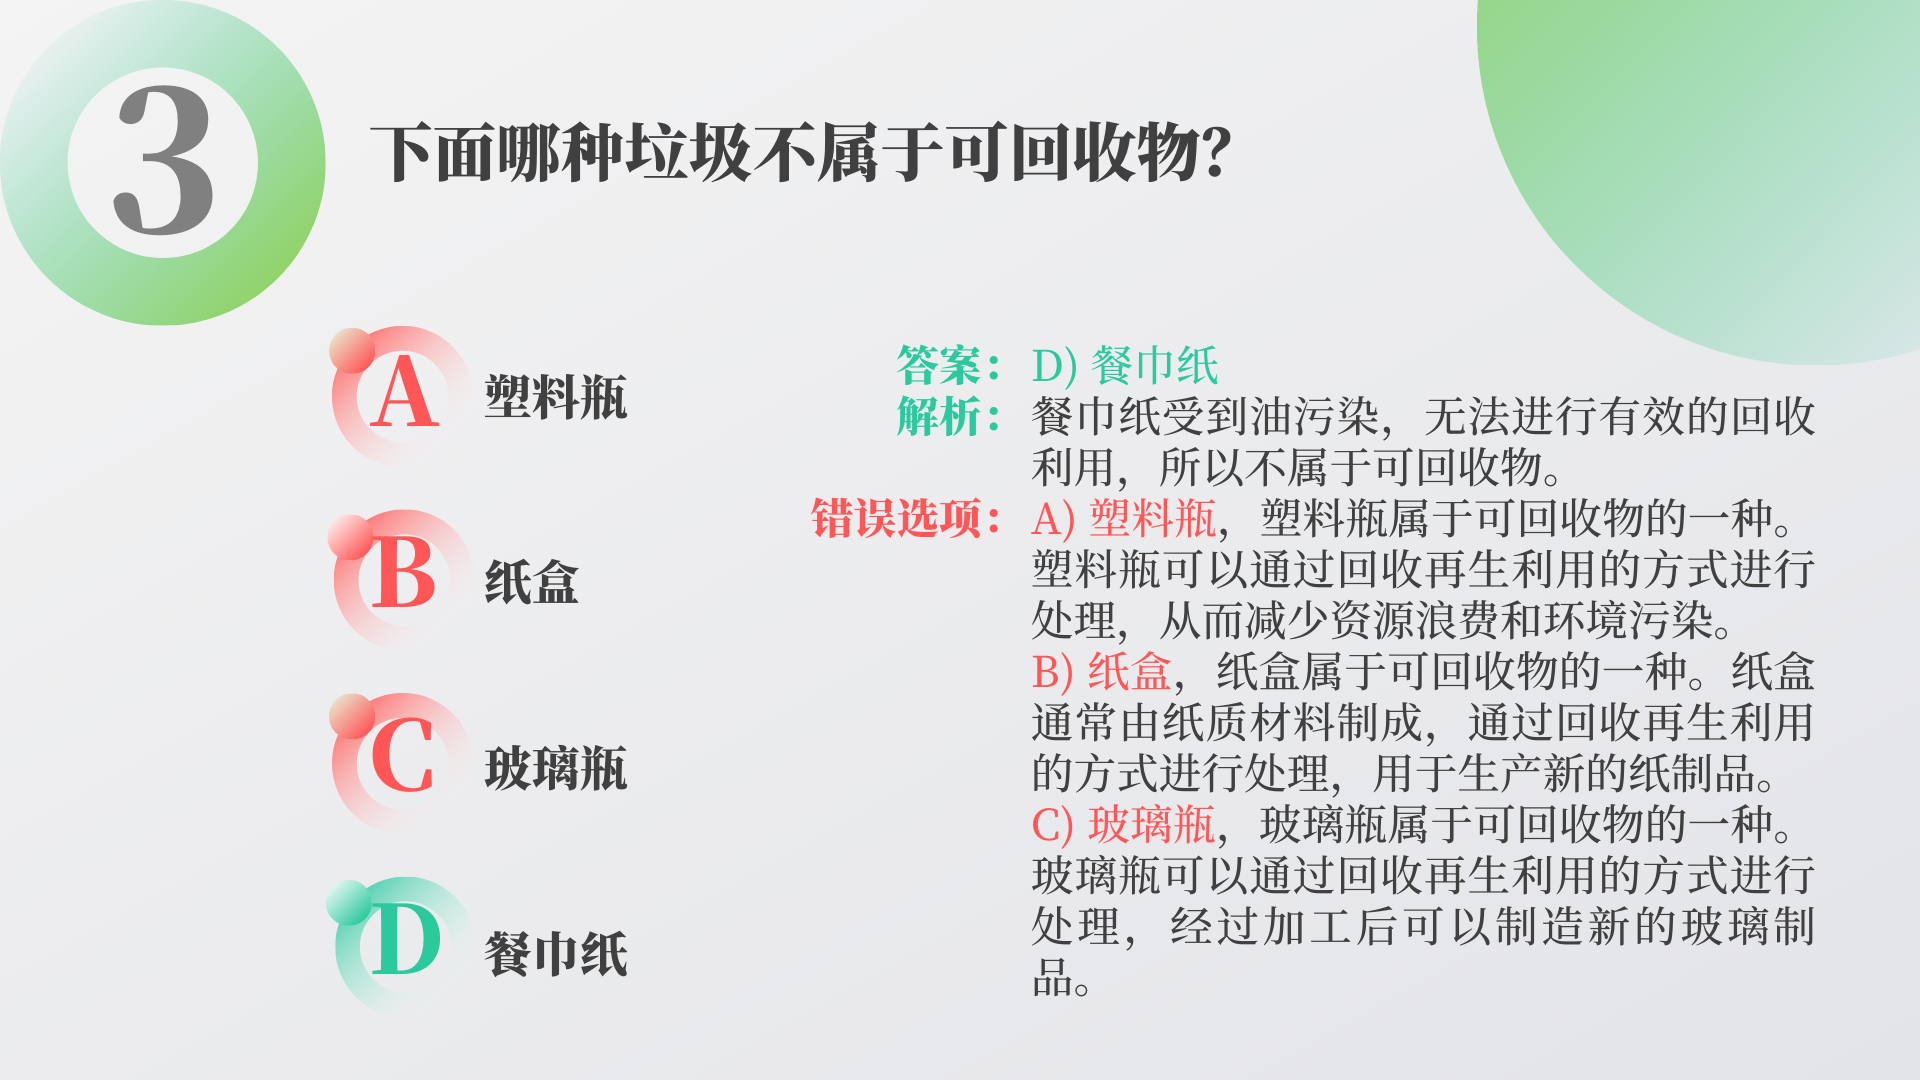 3
下面哪种垃圾不属于可回收物？
A 塑料瓶
B 纸盒
C 玻璃瓶
D 餐巾纸
答案：D) 餐巾纸
解析：餐巾纸受到油污染，无法进行有效的回收
利用，所以不属于可回收物。
错误选项：A) 塑料瓶，塑料瓶属于可回收物的一种。
塑料瓶可以通过回收再生利用的方式进行
处理，从而减少资源浪费和环境污染。
B) 纸盒，纸盒属于可回收物的一种。纸盒
通常由纸质材料制成，通过回收再生利用
的方式进行处理，用于生产新的纸制品。
C) 玻璃瓶，玻璃瓶属于可回收物的一种。
玻璃瓶可以通过回收再生利用的方式进行
处理，经过加工后可以制造新的玻璃制
品。